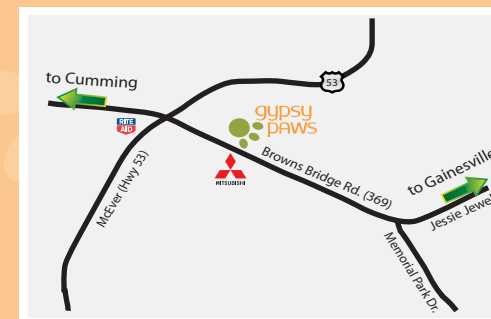 to Cumming
53
RITE
AID
gypsy
paws
MITSUBISHI
Browns Bridge Rd. (369)
McEver (Hwy 53)
to Gainesville
Jessie Jewe
Memorial Park Dr.